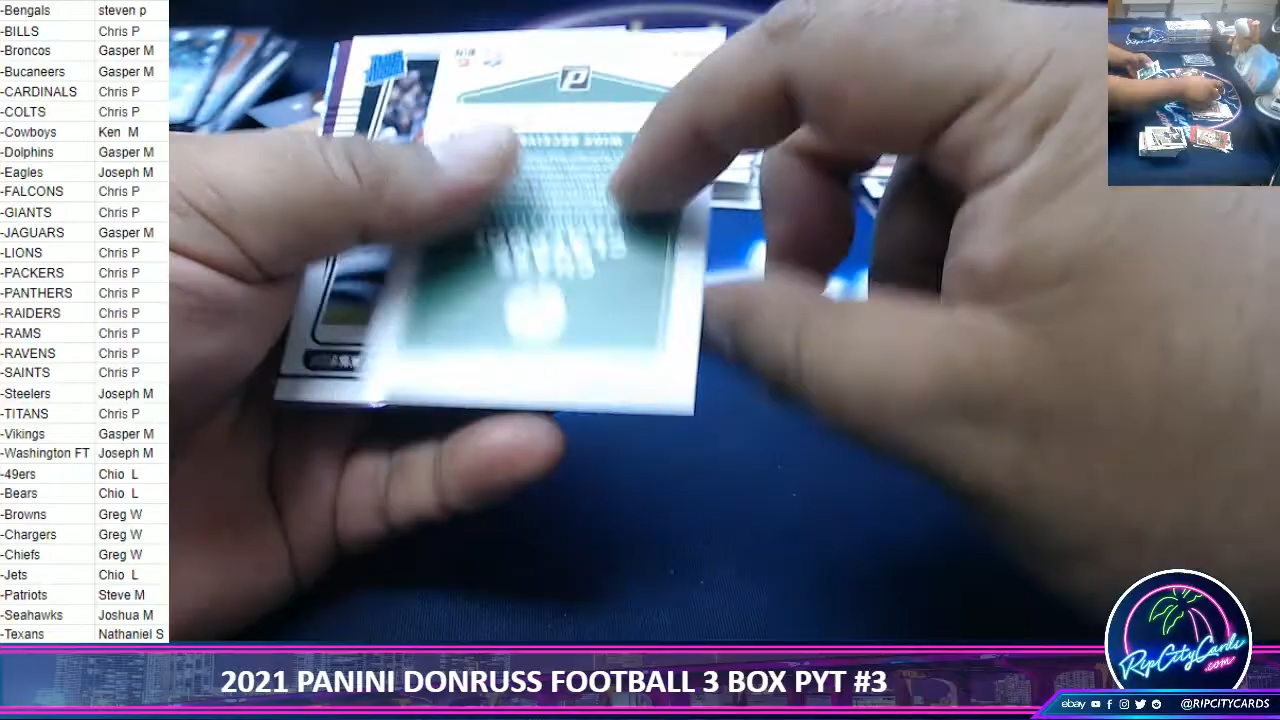 -Bengals steven p
-BILLS Chris P
-Broncos Gasper M
-Bucaneers Gasper M
-CARDINALS Chris P
-COLTS Chris P
-Cowboys Ken M
-Dolphins Gasper M
-Eagles Joseph M
-FALCONS Chris P
-GIANTS Chris P
-JAGUARS Gasper M
-LIONS Chris P
-PACKERS Chris P
-PANTHERS Chris P
-RAIDERS Chris P
-RAMS Chris P
-RAVENS Chris P
-SAINTS Chris P
-Steelers Joseph M
-TITANS Chris P
-Vikings Gasper M
-Washington FT Joseph M
-49ers Chio L
-Bears Chio L
-Browns Greg W
-Chargers Greg W
-Chiefs Greg W
-Jets Chio L
-Patriots Steve M
-Seahawks Joshua M
-Texans Nathaniel S
2021 PANINI DONRUSS FOOTBALL 3 BOX PYT #3
RipCityCards
.com
ebay @RIPCITYCARDS